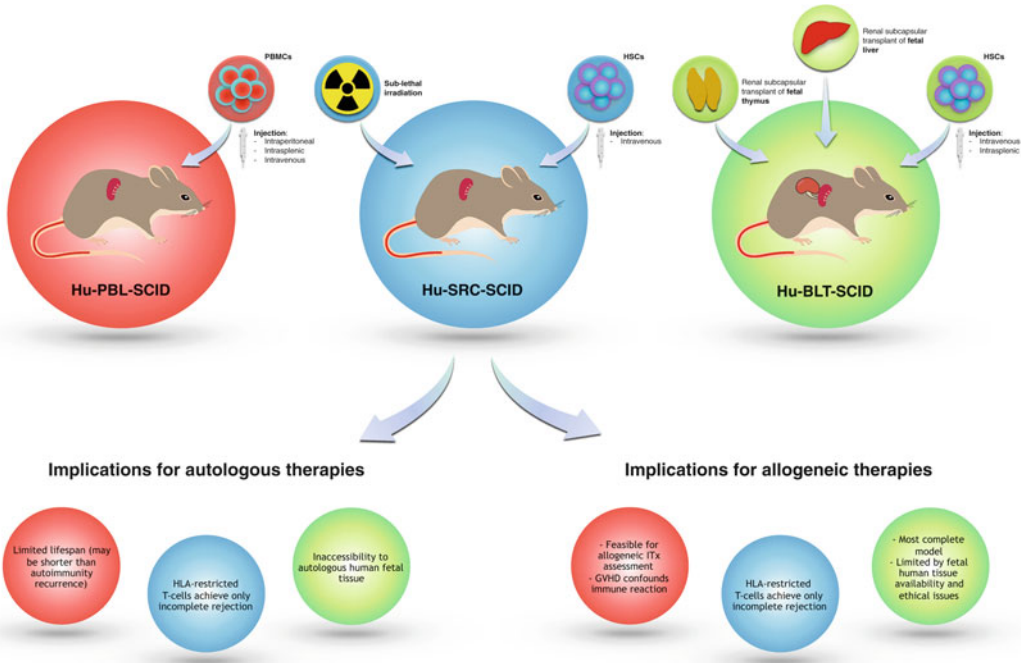 PBMCs
Injection:
- Intraperitoneal
- Intrasplenic
- Intravenous
Hu-PBL-SCID
Sub-lethal
irradiation
HSCs
Injection:
- Intravenous
Hu-SRC-SCID
Renal subcapsular
transplant of fetal
liver
Renal subcapsular
transplant of fetal
thymus
HSCs
Injection:
- Intravenous
- Intrasplenic
Hu-BLT-SCID
Implications for autologous therapies
Limited lifespan (may
be shorter than
autoimmunity
recurrence)
HLA-restricted
T-cells achieve only
incomplete rejection
Inaccessibility to
autologous human fetal
tissue
Implications for allogeneic therapies
- Feasible for
allogeneic ITx
assessment
- GVHD confounds
immune reaction
HLA-restricted
T-cells achieve only
incomplete rejection
- Most complete
model
- Limited by fetal
human tissue
availability and
ethical issues